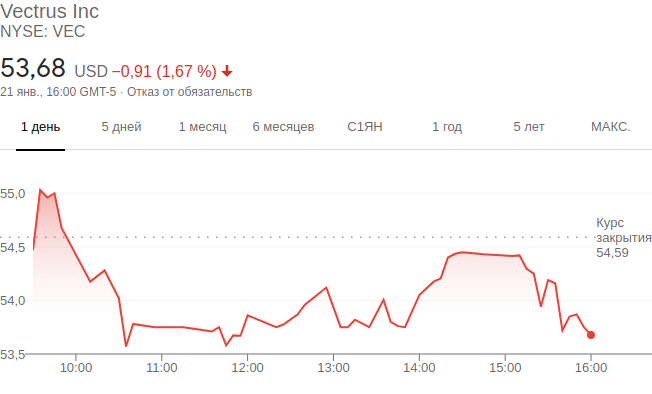 Vectrus Inc
NYSE: VEC
53,68 USD −0,91 (1,67 %)
21 янв., 16:00 GMT-5 · Отказ от обязательств
1 день 5 дней 1 месяц 6 месяцев С1ЯН 1 год 5 лет МАКС.
55,0
Курс
закрытия
54,5
54,59
54,0
53,5
10:00 11:00 12:00 13:00 14:00 15:00 16:00